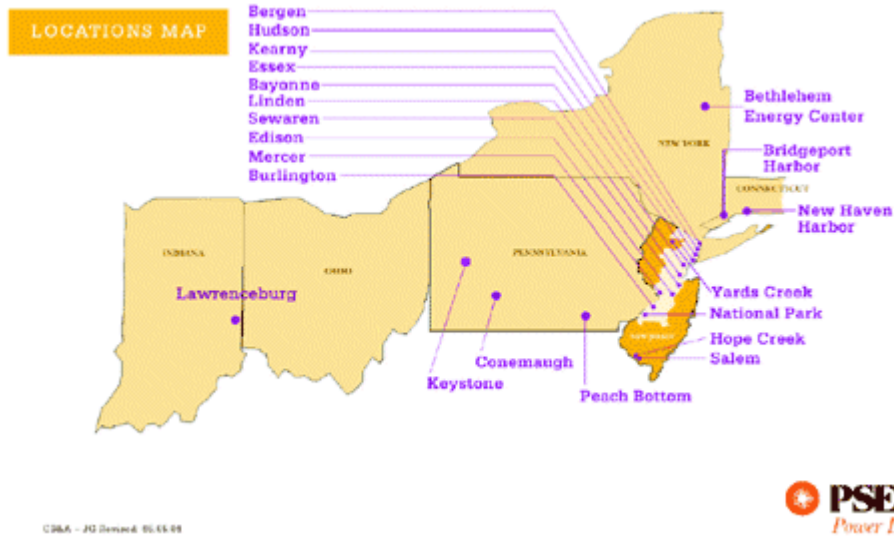 LOCATIONS MAP
Bergen
Hudson
Kearny
Essex
Bayonne
Linden
Sewaren
Edison
Mercer
Burlington
Bethlehem
Energy Center
NEW YORK
Bridgeport
Harbor
CONNECTICUT
New Haven
Harbor
INDIANA
OHIO
PENNSYLVANIA
Lawrenceburg
Yards Creek
National Park
NEW JERSEY
Hope Creek
Salem
Conemaugh
Keystone
Peach Bottom
PSE
Power